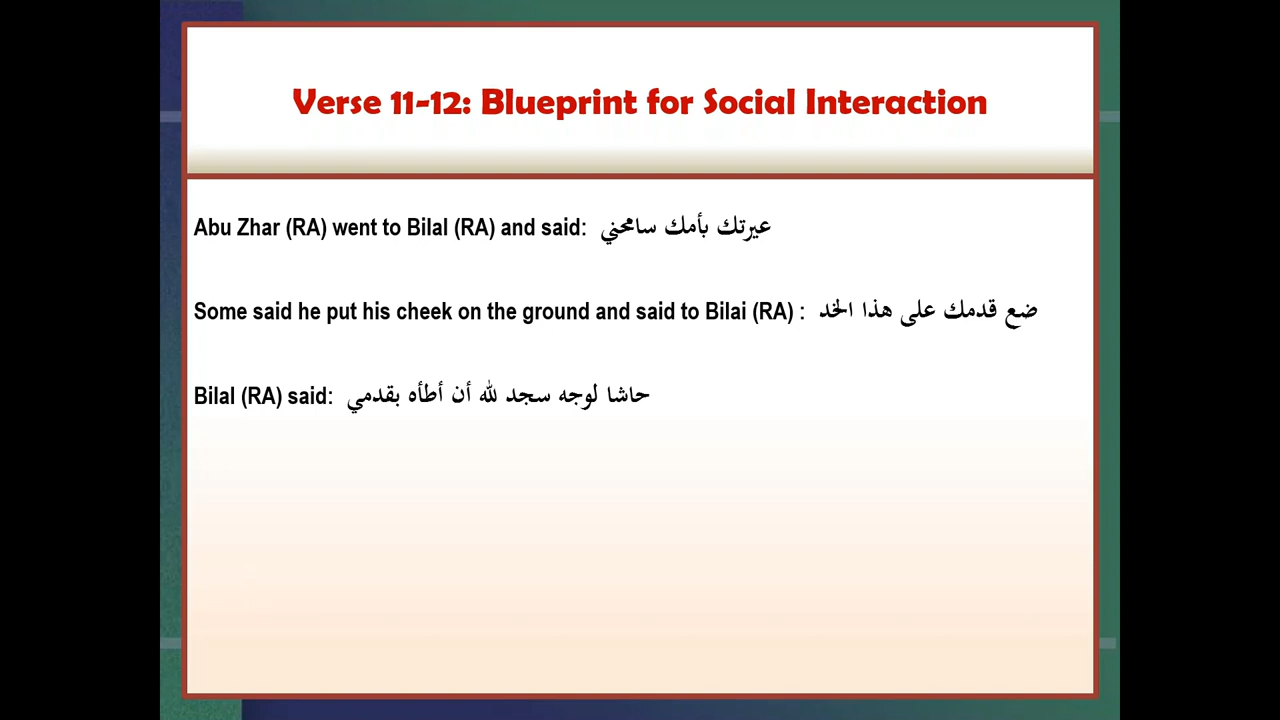 Verse 11-12: Blueprint for Social Interaction
Abu Zhar (RA) went to Bilal (RA) and said: عيرتك بأمك سامحني
Some said he put his cheek on the ground and said to Bilai (RA) : ضع قدمك على هذا الخد
Bilal (RA) said: حاشا لوجه سجد لله أن أطأه بقدمي